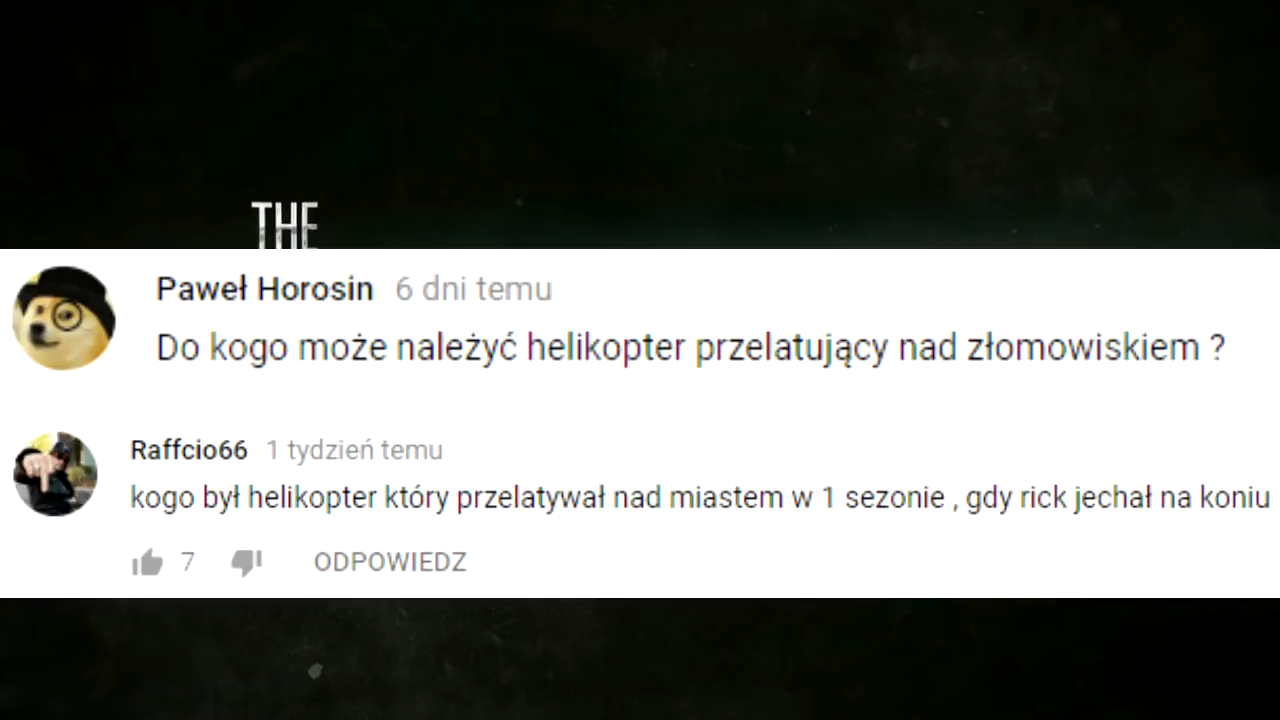 THE
Paweł Horosin 6 dni temu
Do kogo może należyć helikopter przelatujący nad złomowiskiem ?
Raffcio66 1 tydzień temu
kogo był helikopter który przelatywał nad miastem w 1 sezonie , gdy rick jechał na koniu
7 ODPOWIEDZ